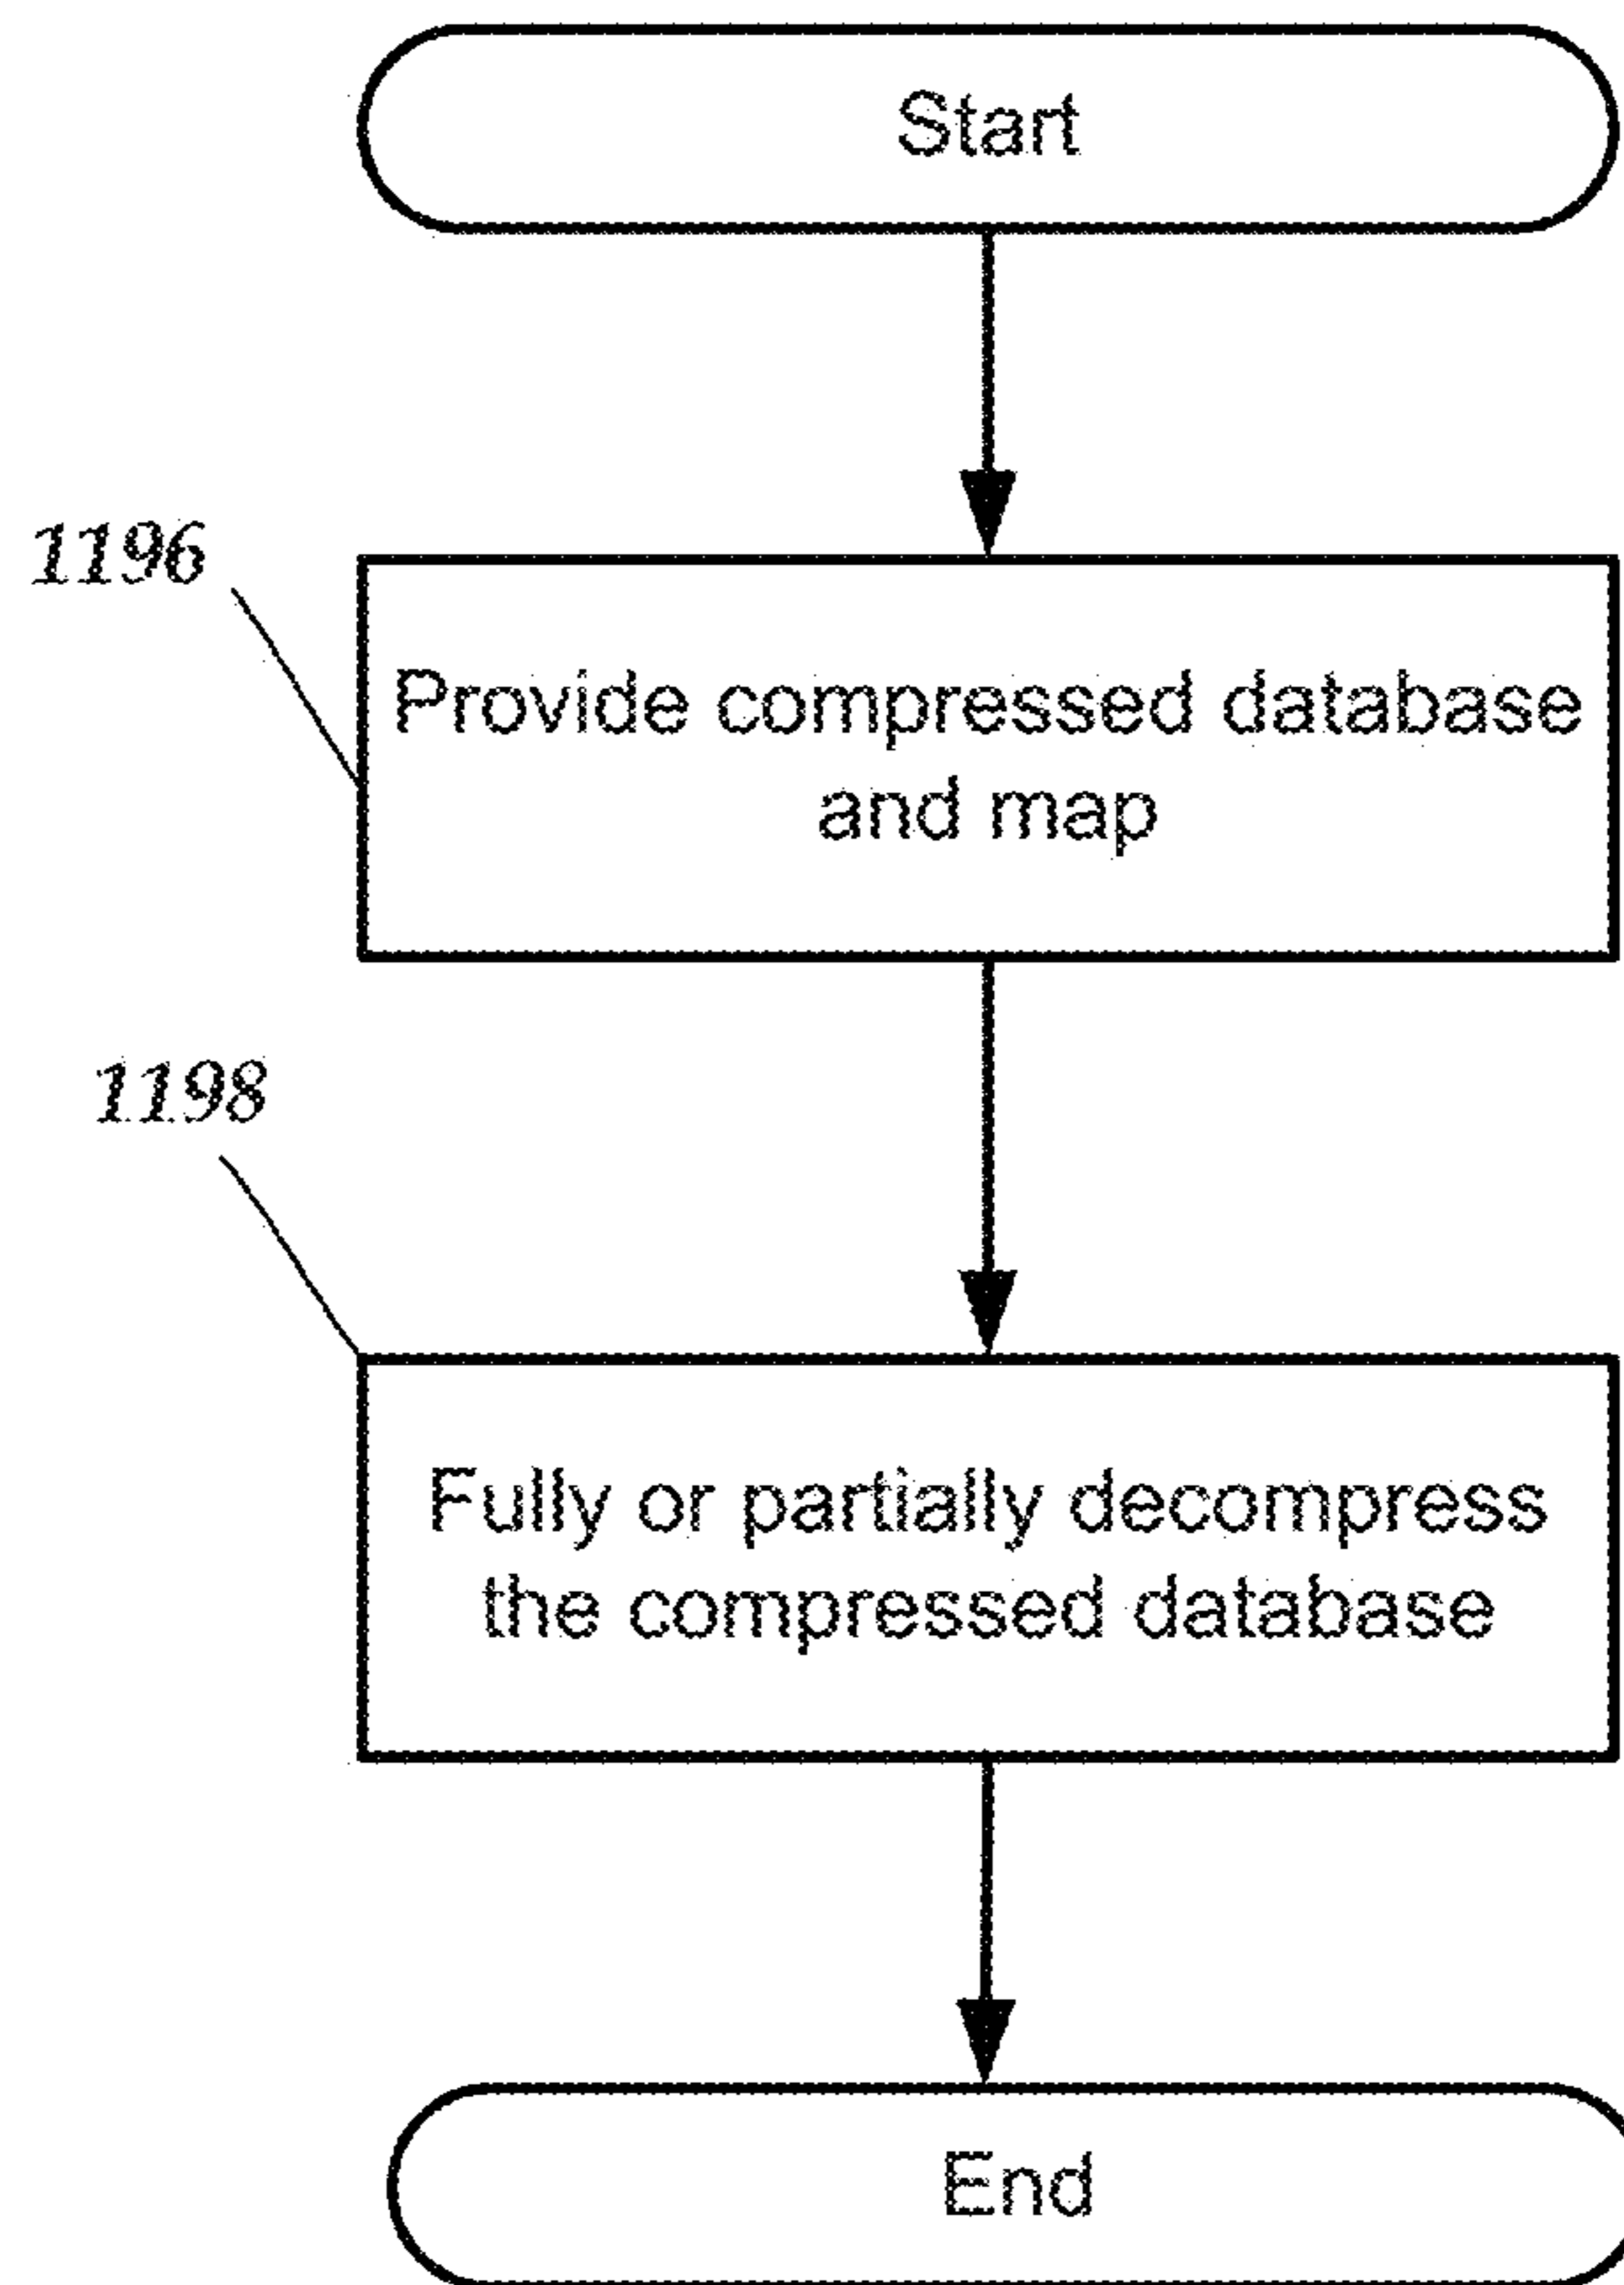 Start
1196
Provide compressed database
and map
1198
Fully or partially decompress
the compressed database
End